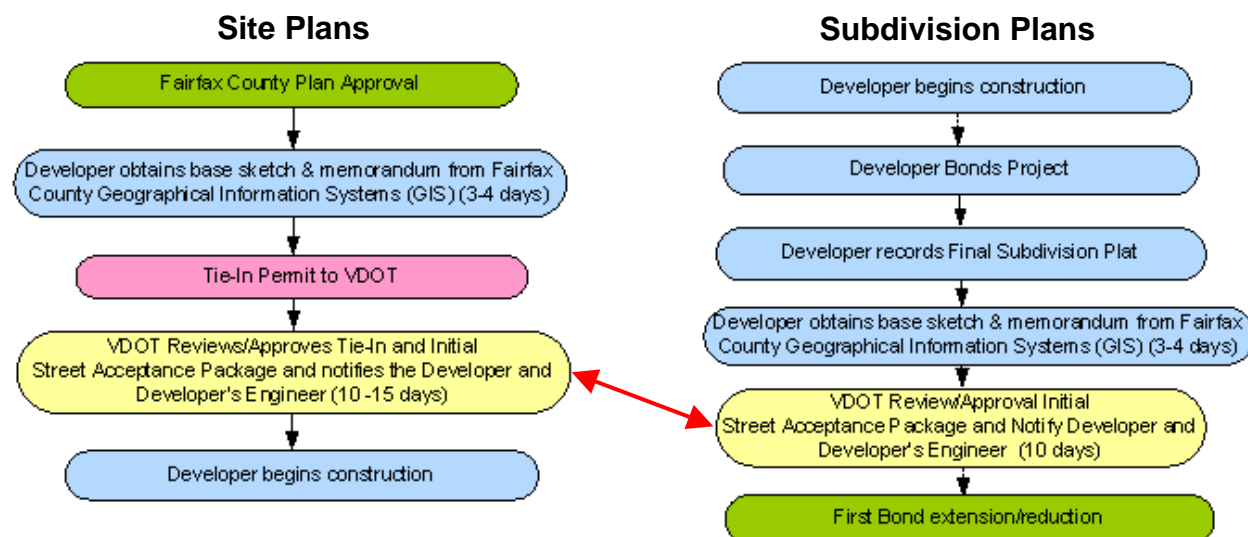 Site Plans
Fairfax County Plan Approval
Developer obtains base sketch & memorandum from Fairfax
County Geographical Information Systems (GIS) (3-4 days)
Tie-In Permit to VDOT
VDOT Reviews/Approves Tie-In and Initial
Street Acceptance Package and notifies the Developer and
Developer's Engineer (10 -15 days)
Developer begins construction
Subdivision Plans
Developer begins construction
Developer Bonds Project
Developer records Final Subdivision Plat
Developer obtains base sketch & memorandum from Fairfax
County Geographical Information Systems (GIS) (3-4 days)
VDOT Review/Approval Initial
Street Acceptance Package and Notify Developer and
Developer's Engineer (10 days)
First Bond extension/reduction